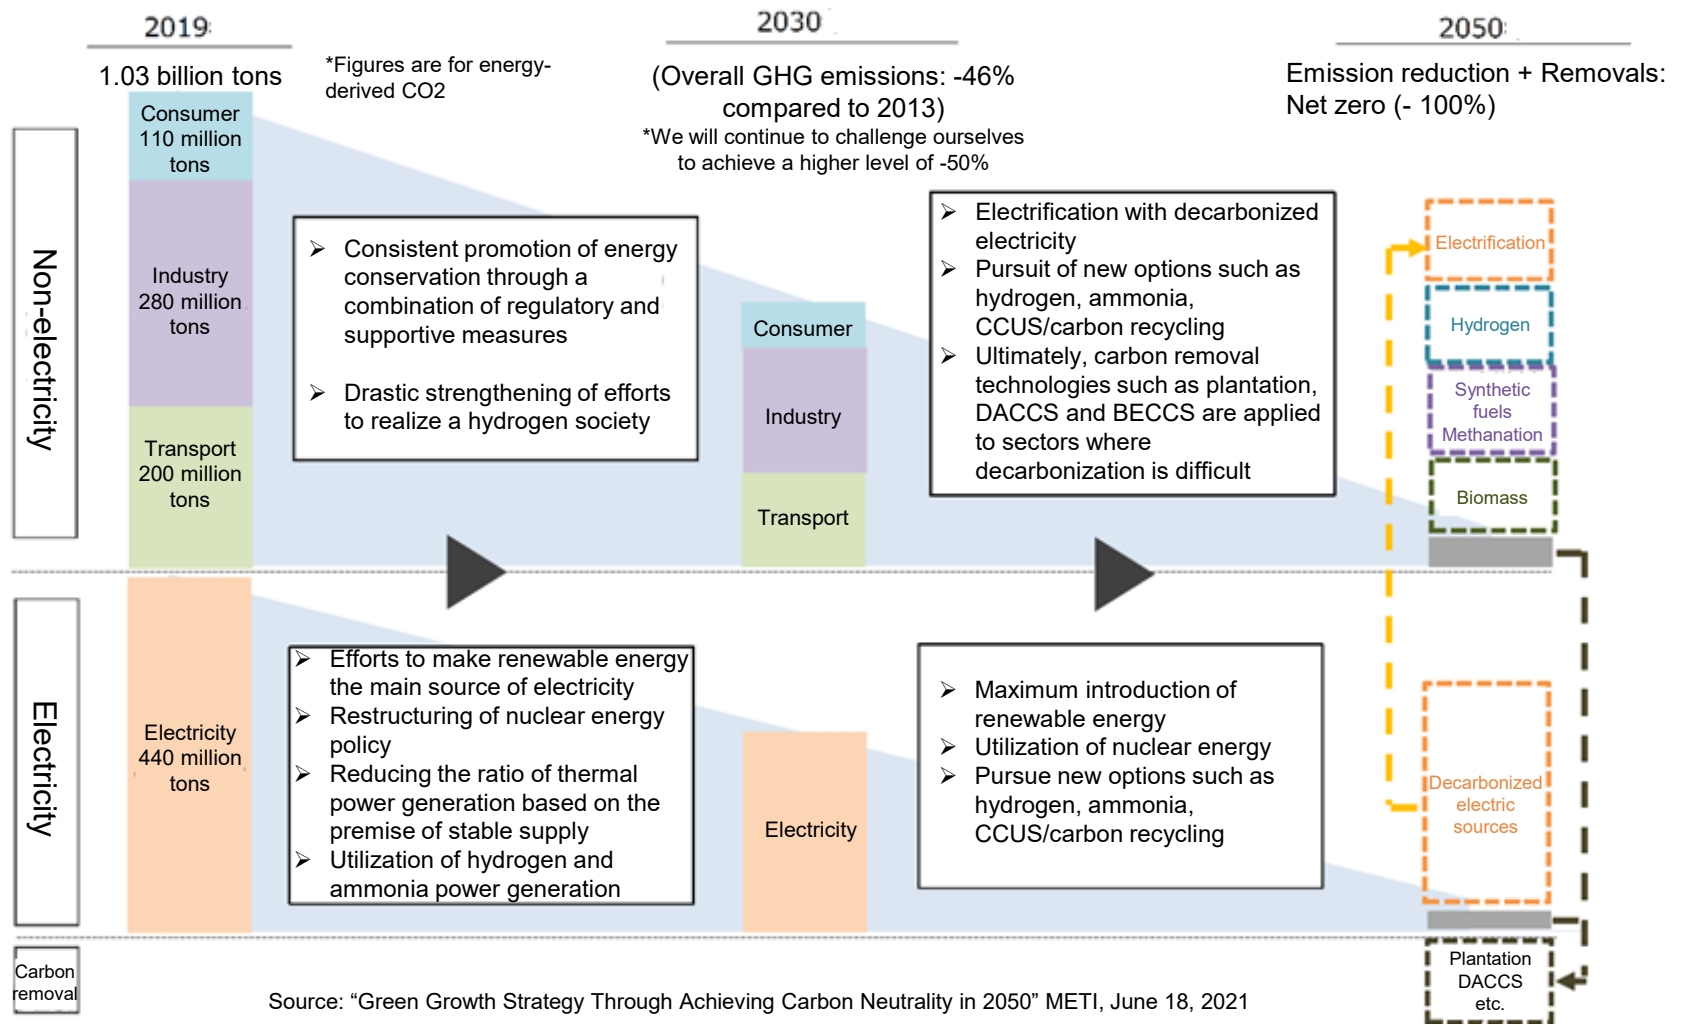 2019
2030
2050
1.03 billion tons
*Figures are for energy-
derived CO2
(Overall GHG emissions: -46%
compared to 2013)
*We will continue to challenge ourselves
to achieve a higher level of -50%
Emission reduction + Removals:
Net zero (- 100%)
Non-electricity
Consumer
110 million
tons
Industry
280 million
tons
Transport
200 million
tons
➢ Consistent promotion of energy
conservation through a
combination of regulatory and
supportive measures
➢ Drastic strengthening of efforts
to realize a hydrogen society
Consumer
Industry
Transport
➢ Electrification with decarbonized
electricity
➢ Pursuit of new options such as
hydrogen, ammonia,
CCUS/carbon recycling
➢ Ultimately, carbon removal
technologies such as plantation,
DACCS and BECCS are applied
to sectors where
decarbonization is difficult
Electrification
Hydrogen
Synthetic
fuels
Methanation
Biomass
Electricity
Electricity
440 million
tons
➢ Efforts to make renewable energy
the main source of electricity
➢ Restructuring of nuclear energy
policy
➢ Reducing the ratio of thermal
power generation based on the
premise of stable supply
➢ Utilization of hydrogen and
ammonia power generation
Electricity
➢ Maximum introduction of
renewable energy
➢ Utilization of nuclear energy
➢ Pursue new options such as
hydrogen, ammonia,
CCUS/carbon recycling
Decarbonized
electric
sources
Carbon
removal
Plantation
DACCS
etc.
Source: “Green Growth Strategy Through Achieving Carbon Neutrality in 2050” METI, June 18, 2021